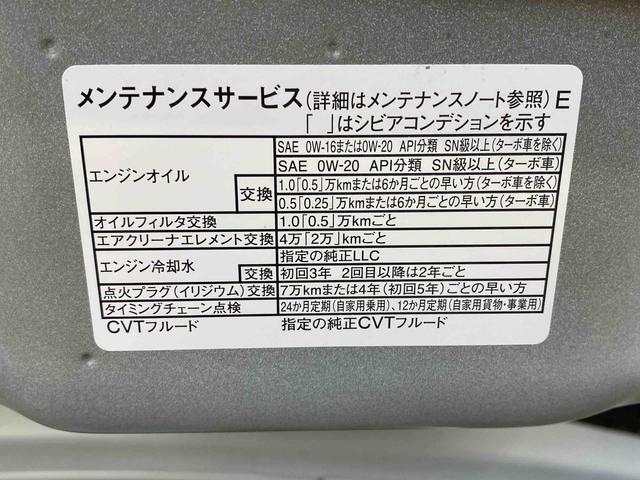 メンテナンスサービス(詳細はメンテナンスノート参照) E
「 」はシビアコンデションを示す
エンジンオイル
SAE 0W-16または0W-20 API分類 SN級以上(ターボ車を除く)
SAE 0W-20 API分類 SN級以上(ターボ車)
交換
1.0「0.5」万kmまたは6か月ごとの早い方(ターボ車を除く)
0.5「0.25」万kmまたは6か月ごとの早い方(ターボ車)
オイルフィルタ交換 1.0「0.5」万kmごと
エアクリーナエレメント交換 4万「2万」kmごと
エンジン冷却水
指定の純正LLC
交換 初回3年 2回目以降は2年ごと
点火プラグ(イリジウム)交換 7万kmまたは4年(初回5年)ごとの早い方
タイミングチェーン点検 24か月定期(自家用乗用)、12か月定期(自家用貨物・事業用)
CVTフルード 指定の純正CVTフルード